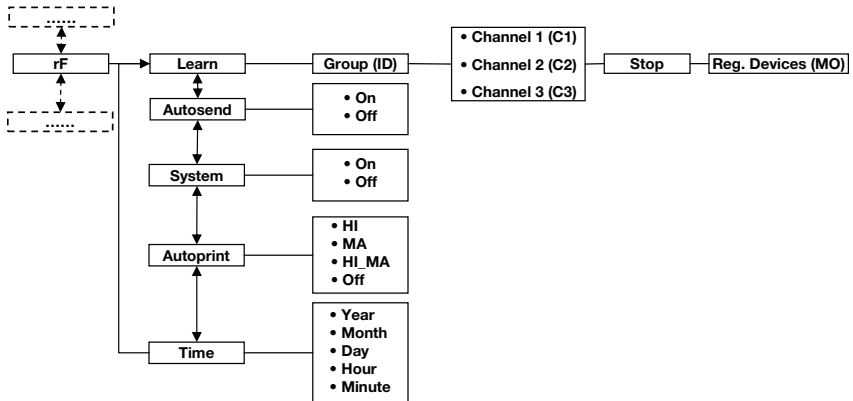 ......
rF
......
Learn
Group (ID)
• Channel 1 (C1)
• Channel 2 (C2)
• Channel 3 (C3)
Stop
Reg. Devices (MO)
Autosend
• On
• Off
System
• On
• Off
Autoprint
• HI
• MA
• HI_MA
• Off
Time
• Year
• Month
• Day
• Hour
• Minute